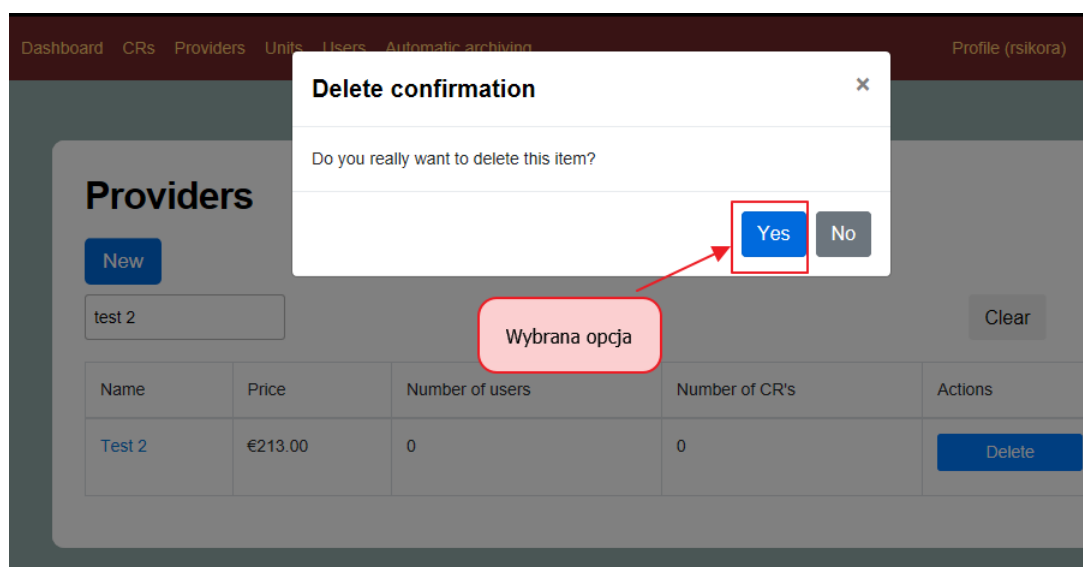 Dashboard CRs Providers Units Users Automatic archiving Profile (rsikora)
Delete confirmation ×
Do you really want to delete this item?
Yes No
Providers
New
Wybrana opcja
test 2 Clear
Name Price Number of users Number of CR's Actions
Test 2 €213.00 0 0 Delete